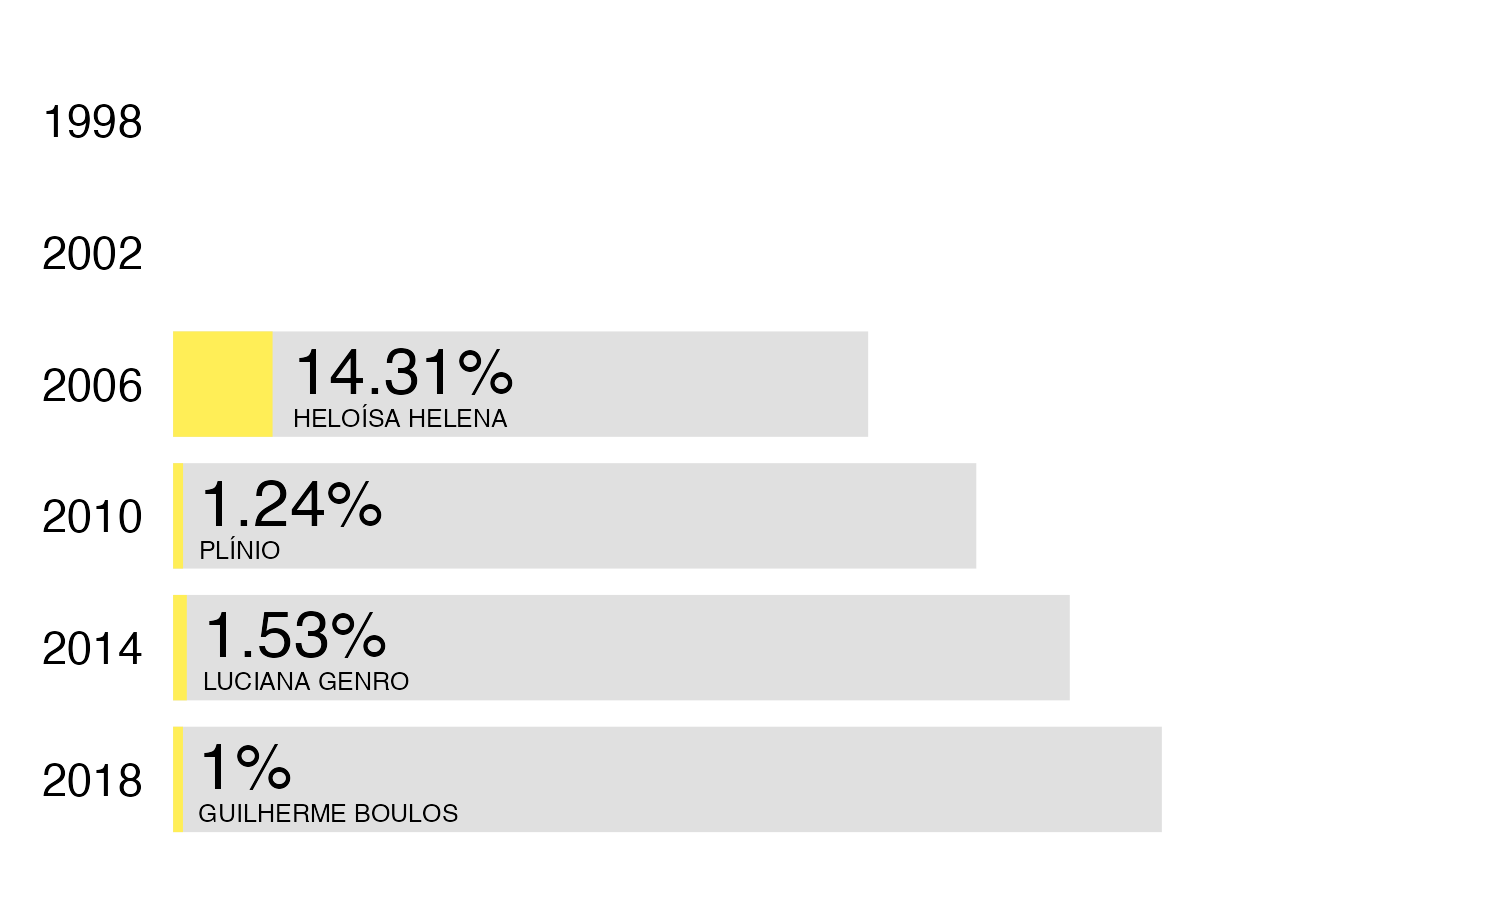 1998
2002
2006
14.31%
HELOÍSA HELENA
2010
1.24%
PLÍNIO
2014
1.53%
LUCIANA GENRO
2018
1%
GUILHERME BOULOS